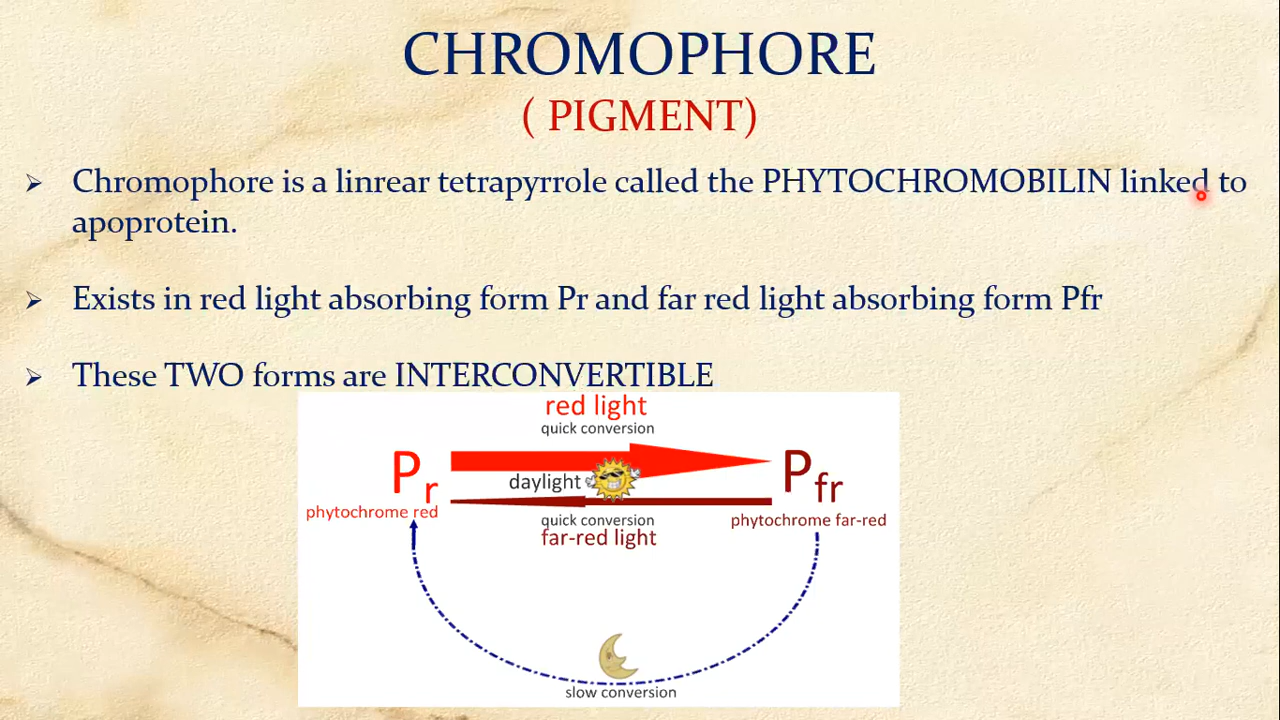 CHROMOPHORE
( PIGMENT)
Chromophore is a linrear tetrapyrrole called the PHYTOCHROMOBILIN linked to
apoprotein.
Exists in red light absorbing form Pr and far red light absorbing form Pfr
These TWO forms are INTERCONVERTIBLE
red light
quick conversion
Pr
daylight
Pfr
phytochrome red
quick conversion
phytochrome far-red
far-red light
slow conversion